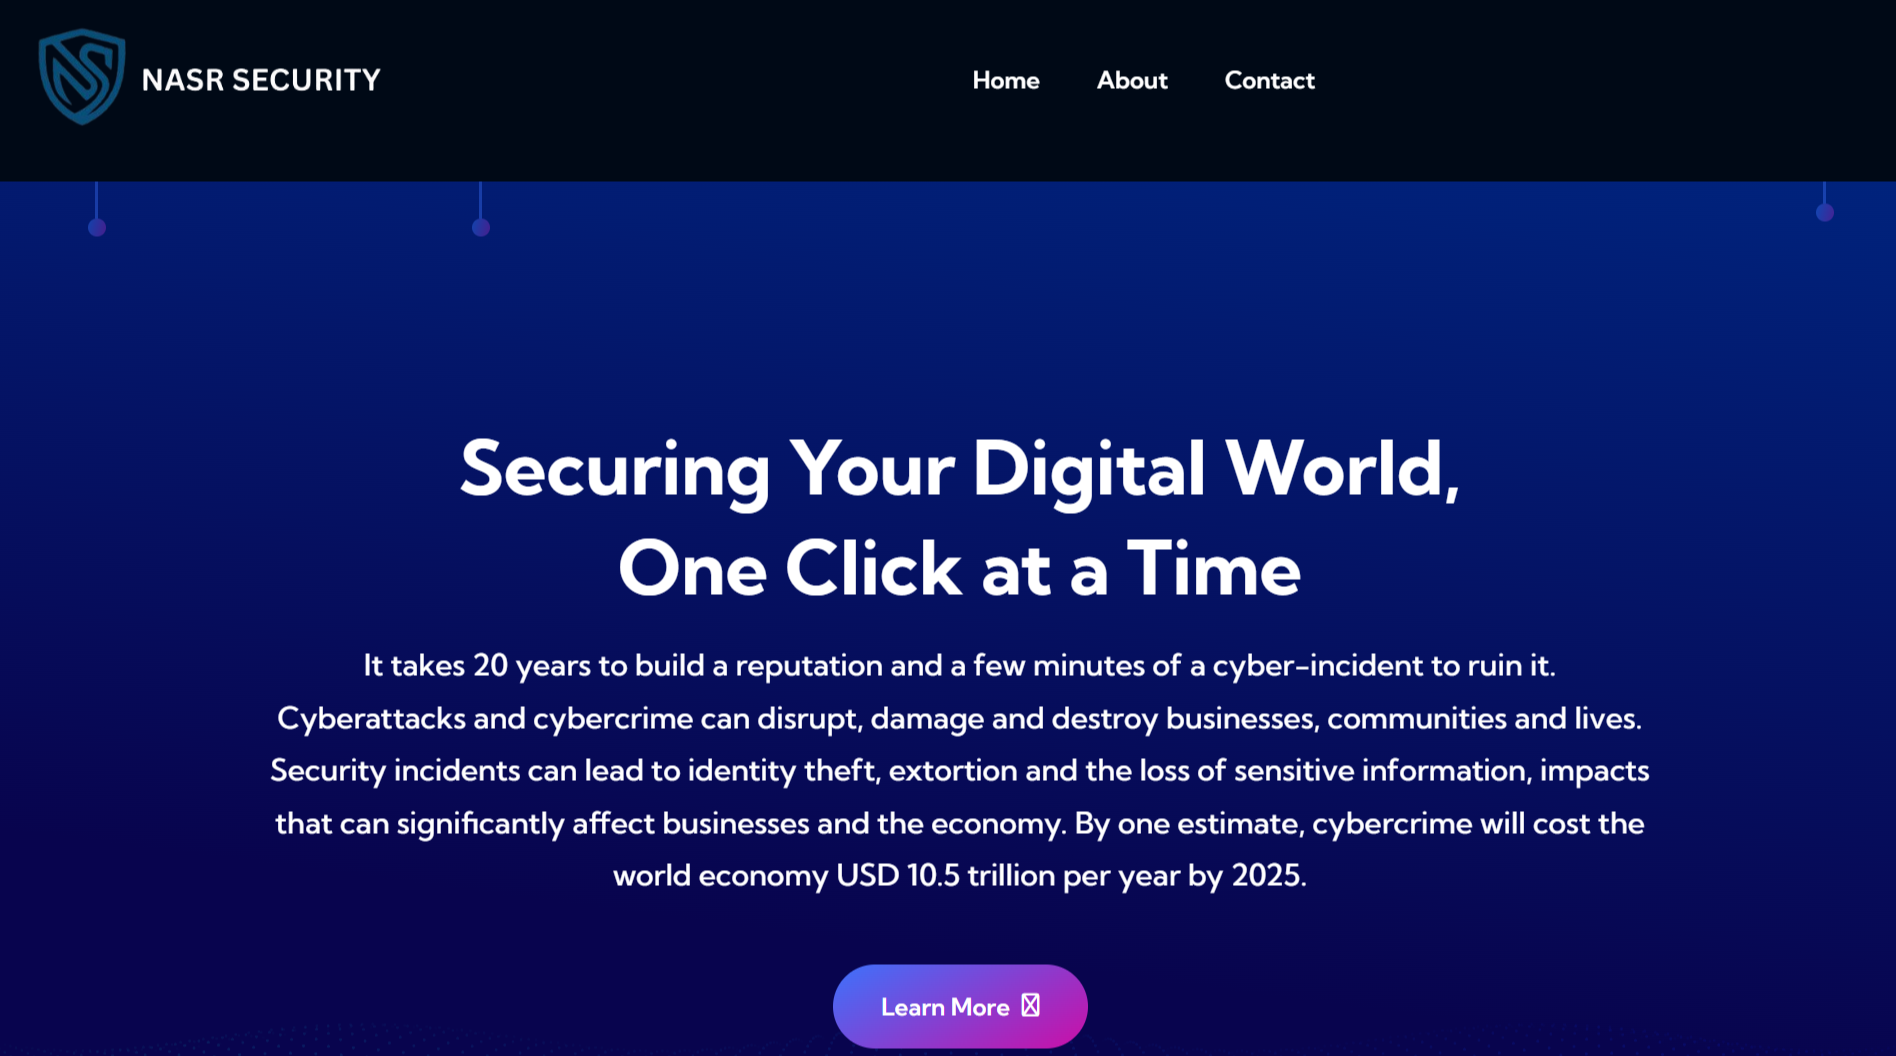 NASR SECURITY
Home About Contact
Securing Your Digital World,
One Click at a Time
It takes 20 years to build a reputation and a few minutes of a cyber-incident to ruin it.
Cyberattacks and cybercrime can disrupt, damage and destroy businesses, communities and lives.
Security incidents can lead to identity theft, extortion and the loss of sensitive information, impacts
that can significantly affect businesses and the economy. By one estimate, cybercrime will cost the
world economy USD 10.5 trillion per year by 2025.
Learn More